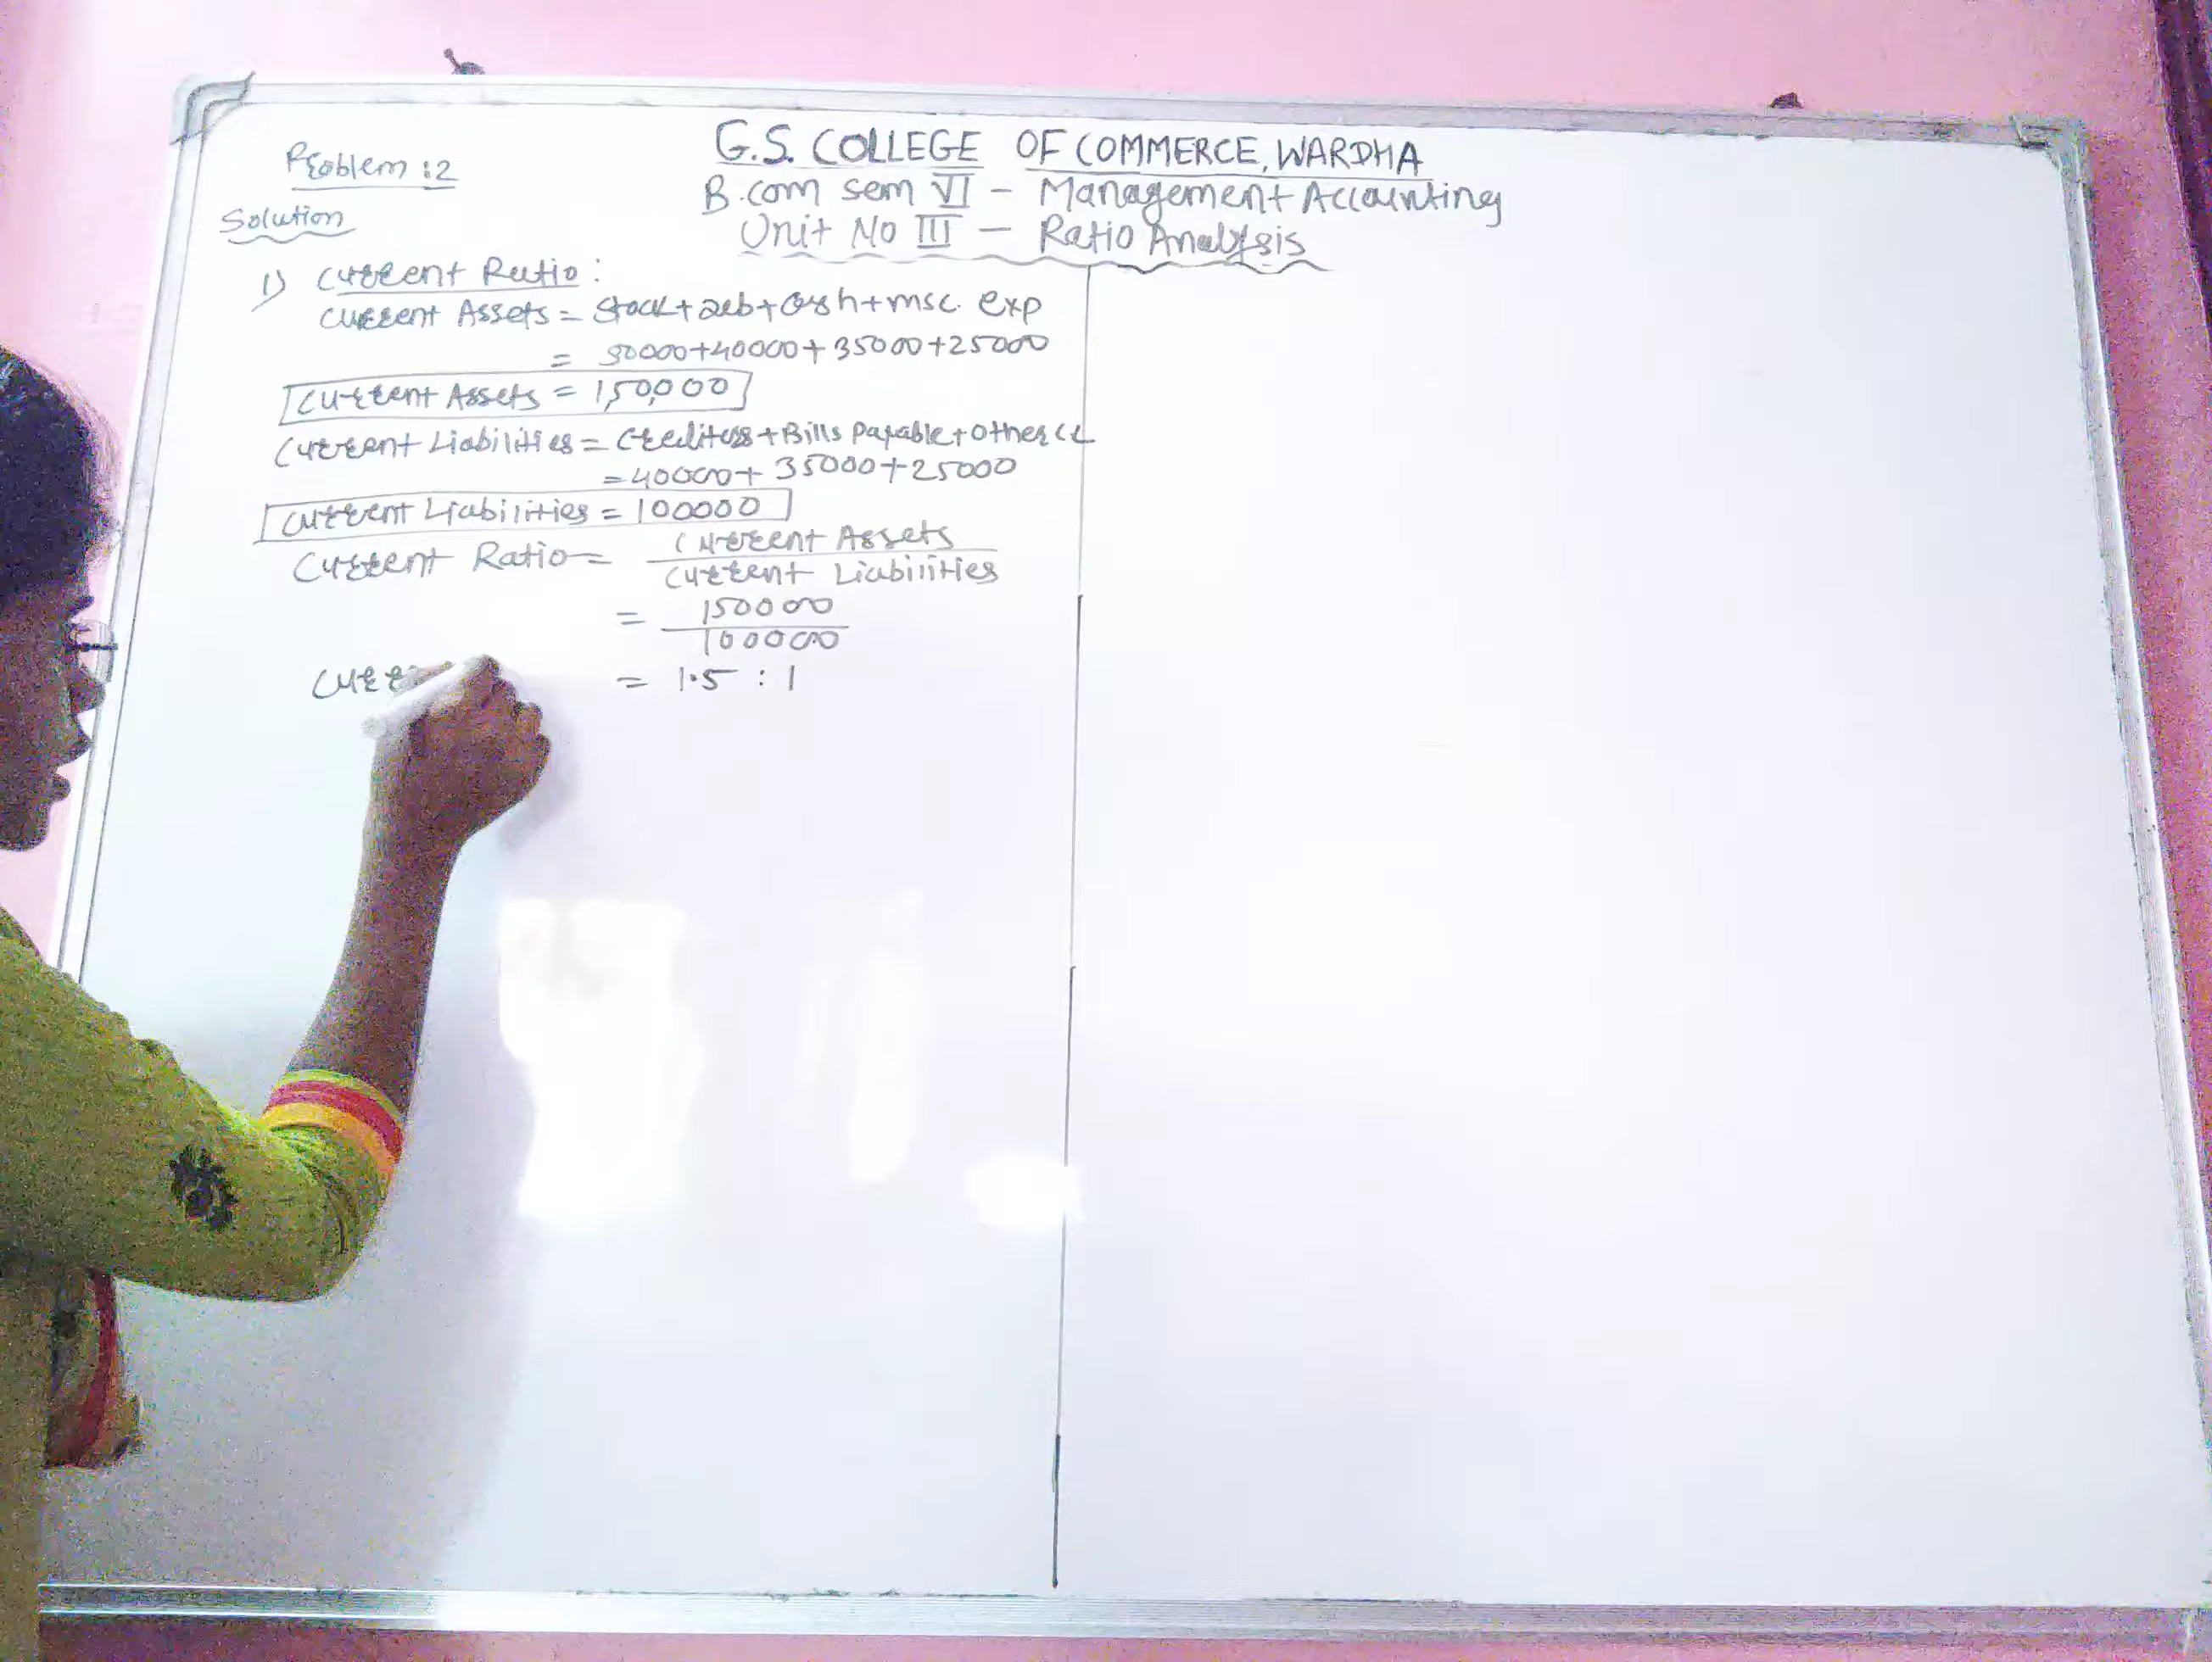 G.S. COLLEGE OF COMMERCE, WARDHA
B.com sem VI - Management Accounting
Unit No III - Ratio Analysis
Problem : 2
Solution
1) Current Ratio :
Current Assets = Stock + Deb + Cash + msc. exp
= 50000 + 40000 + 35000 + 25000
Current Assets = 1,50,000
Current Liabilities = Creditors + Bills Payable + Other CL
= 40000 + 35000 + 25000
Current Liabilities = 100000
Current Ratio = Current Assets
Current Liabilities
= 150000
100000
= 1.5 : 1